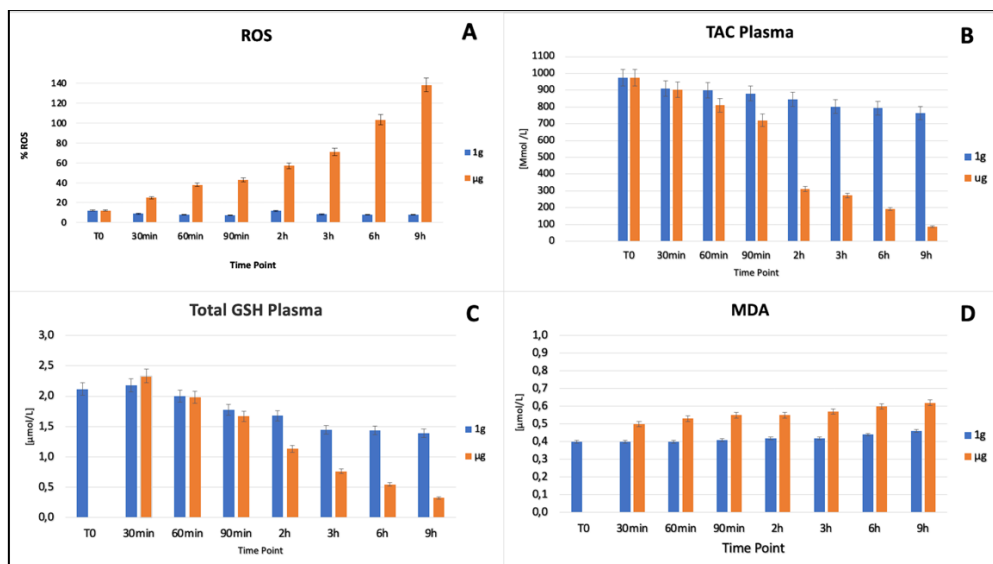 ROS
A
% ROS
140
120
100
80
60
40
20
0
T0 30min 60min 90min 2h 3h 6h 9h
Time Point
1g
µg
TAC Plasma
B
[Mmol /L]
1100
1000
900
800
700
600
500
400
300
200
100
0
T0 30min 60min 90min 2h 3h 6h 9h
Time Point
1g
ug
Total GSH Plasma
C
[µmol/L]
3,0
2,5
2,0
1,5
1,0
0,5
0,0
T0 30min 60min 90min 2h 3h 6h 9h
Time Point
1g
µg
MDA
D
[µmol/L]
1,0
0,9
0,8
0,7
0,6
0,5
0,4
0,3
0,2
0,1
0,0
T0 30min 60min 90min 2h 3h 6h 9h
Time Point
1g
µg